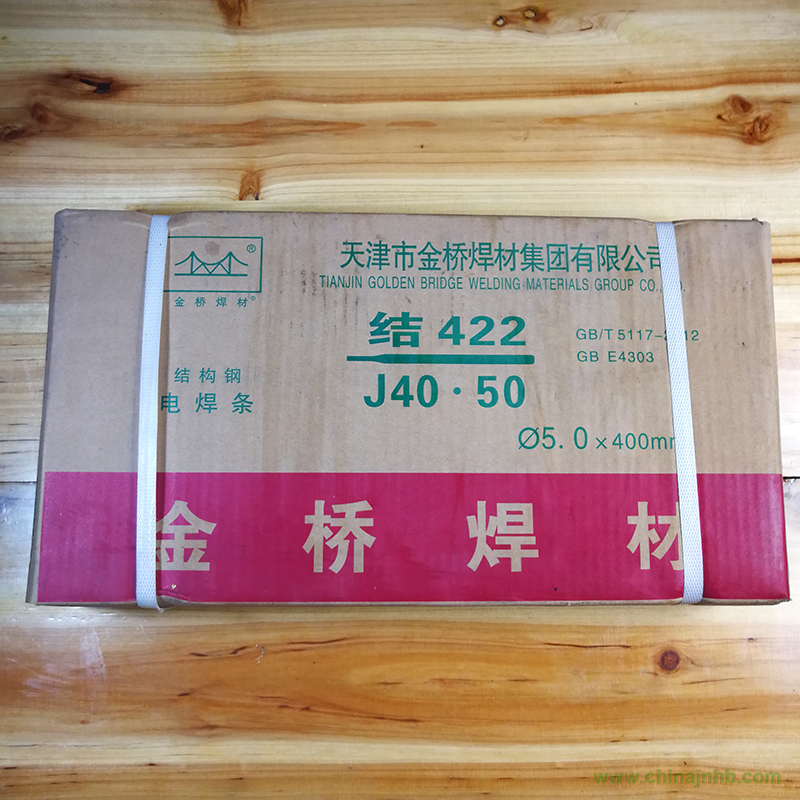 ®
金桥焊材®
天津市金桥焊材集团有限公司
TIANJIN GOLDEN BRIDGE WELDING MATERIALS GROUP CO.,
结 422
J40·50
GB/T 5117-
GB E4303
结构钢
电焊条
Ø5.0×400mm
金桥焊材
www.chinajnhb.com